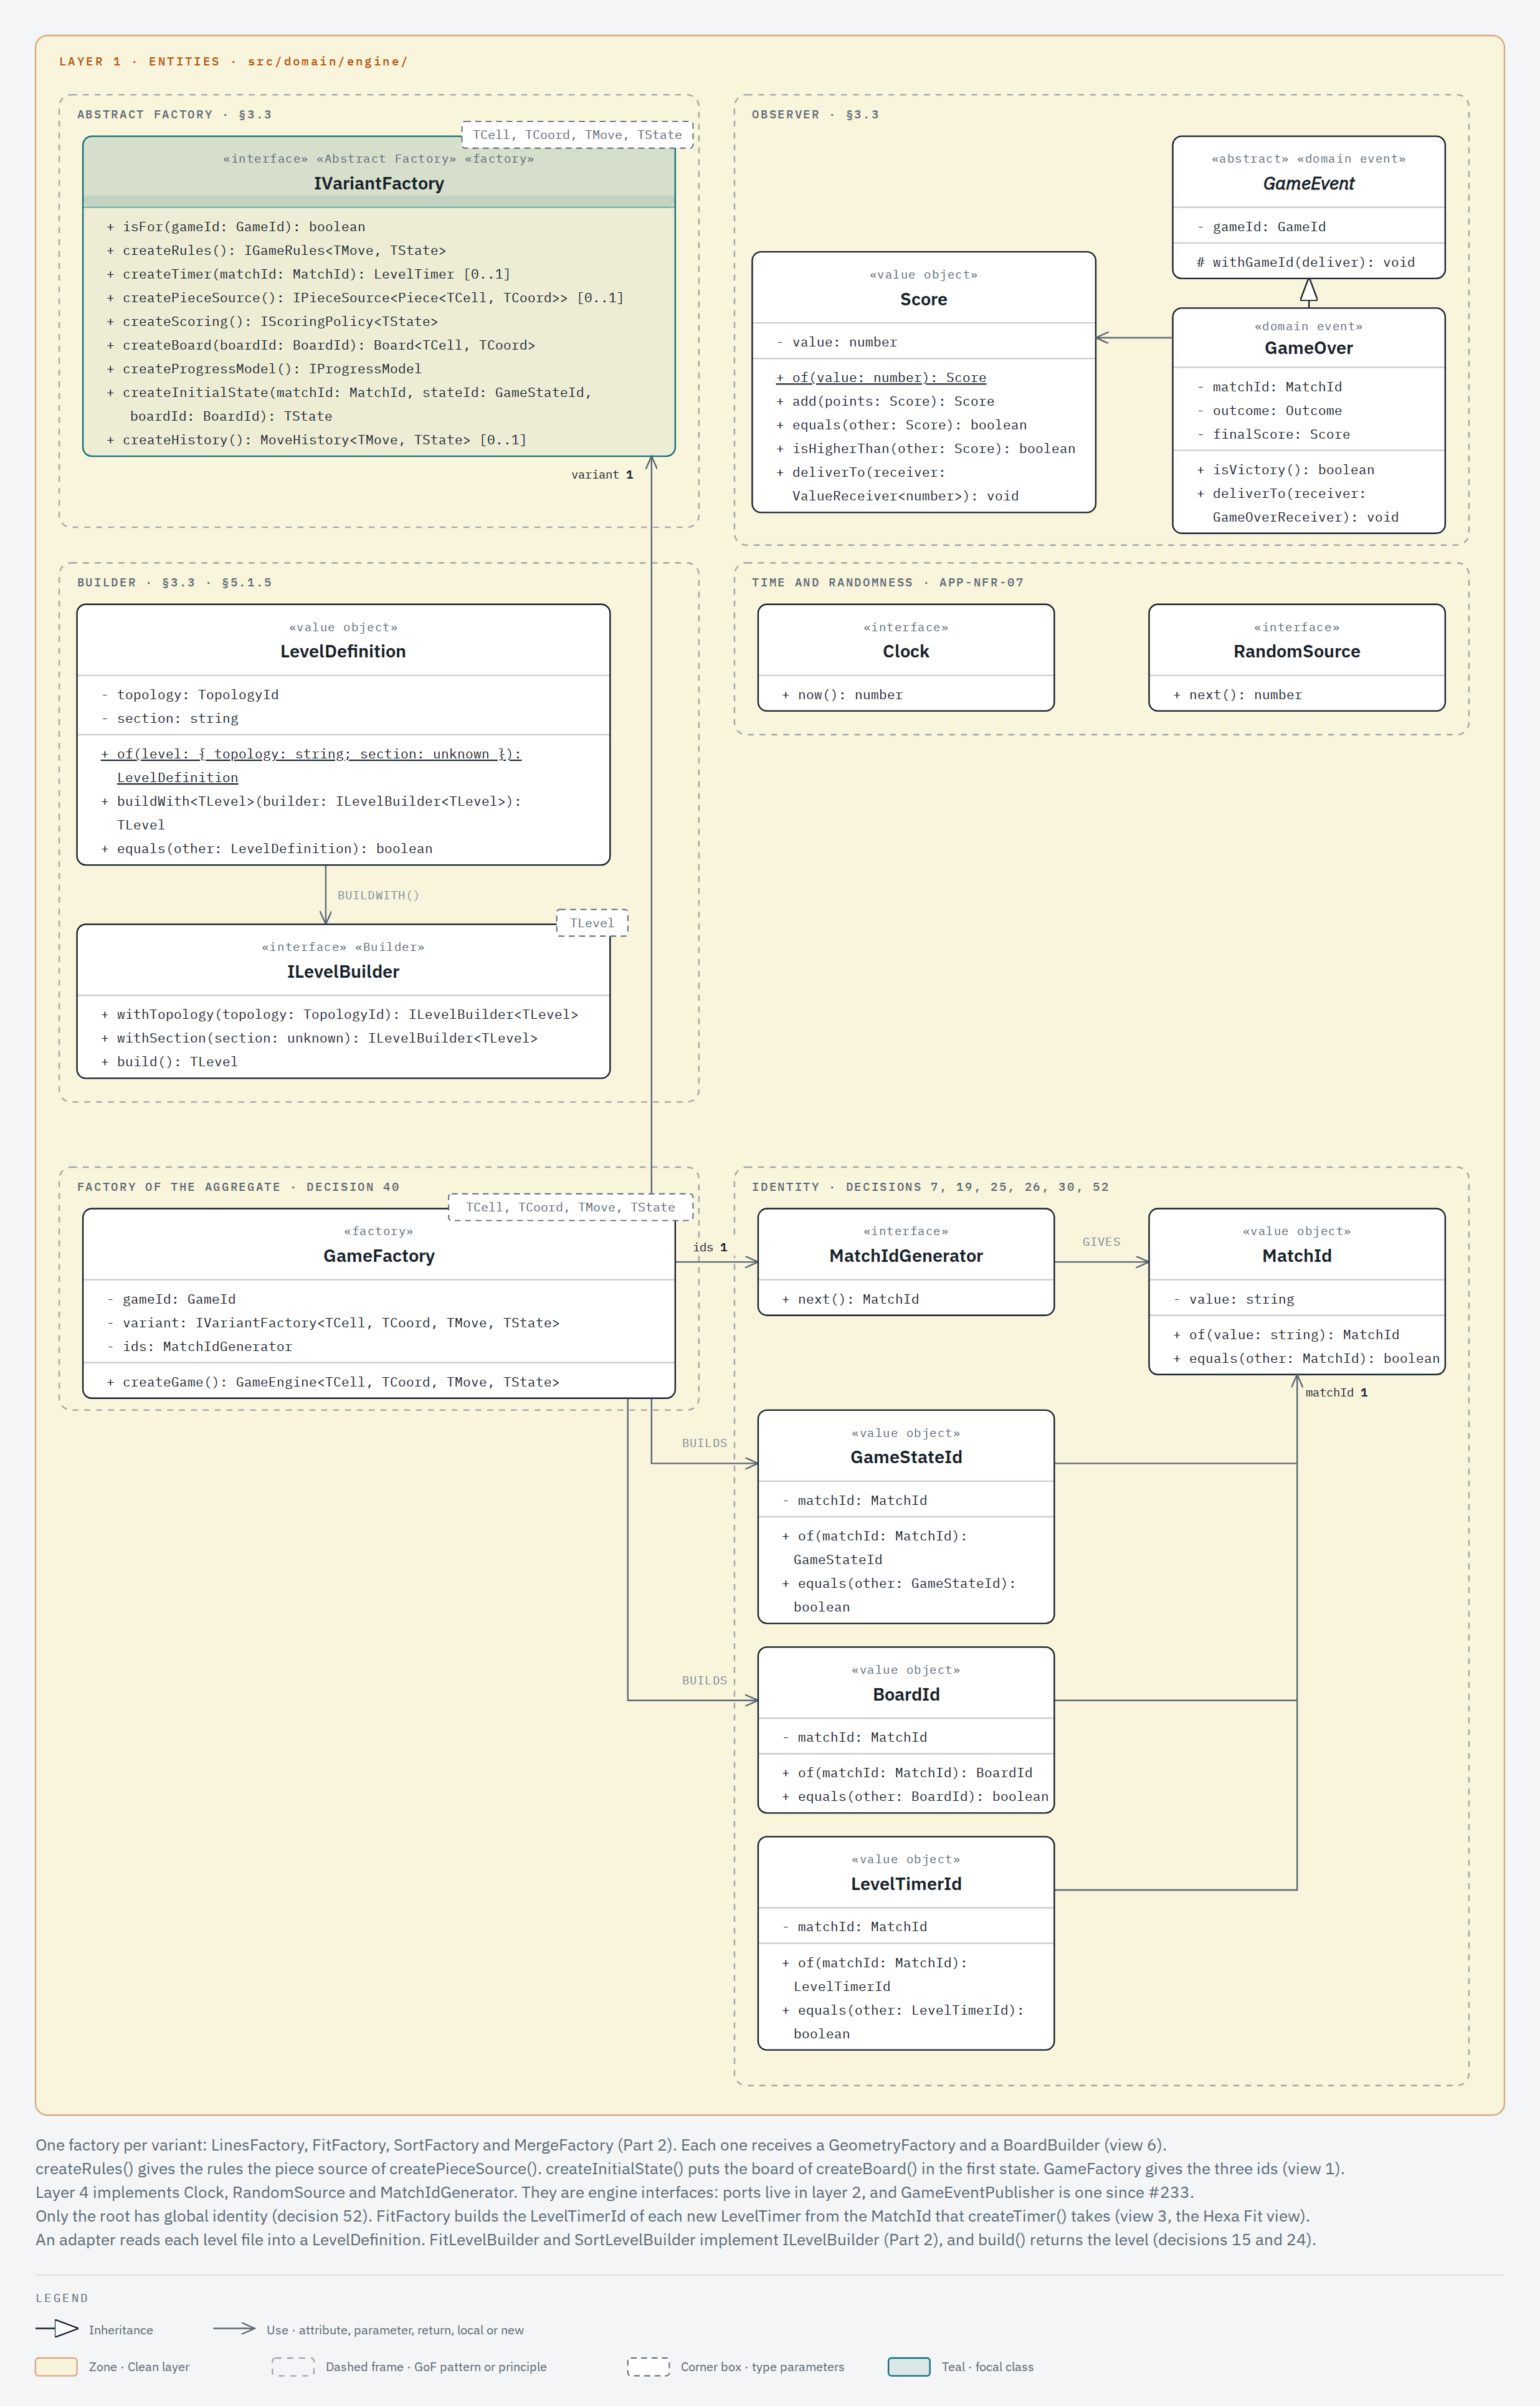 LAYER 1 · ENTITIES · src/domain/engine/
ABSTRACT FACTORY · §3.3
TCell, TCoord, TMove, TState
«interface» «Abstract Factory» «factory»
IVariantFactory
+ isFor(gameId: GameId): boolean
+ createRules(): IGameRules<TMove, TState>
+ createTimer(matchId: MatchId): LevelTimer [0..1]
+ createPieceSource(): IPieceSource<Piece<TCell, TCoord>> [0..1]
+ createScoring(): IScoringPolicy<TState>
+ createBoard(boardId: BoardId): Board<TCell, TCoord>
+ createProgressModel(): IProgressModel
+ createInitialState(matchId: MatchId, stateId: GameStateId,
boardId: BoardId): TState
+ createHistory(): MoveHistory<TMove, TState> [0..1]
variant 1
OBSERVER · §3.3
«abstract» «domain event»
GameEvent
- gameId: GameId
# withGameId(deliver): void
«value object»
Score
- value: number
+ of(value: number): Score
+ add(points: Score): Score
+ equals(other: Score): boolean
+ isHigherThan(other: Score): boolean
+ deliverTo(receiver:
ValueReceiver<number>): void
«domain event»
GameOver
- matchId: MatchId
- outcome: Outcome
- finalScore: Score
+ isVictory(): boolean
+ deliverTo(receiver:
GameOverReceiver): void
BUILDER · §3.3 · §5.1.5
«value object»
LevelDefinition
- topology: TopologyId
- section: string
+ of(level: { topology: string; section: unknown }):
LevelDefinition
+ buildWith<TLevel>(builder: ILevelBuilder<TLevel>):
TLevel
+ equals(other: LevelDefinition): boolean
BUILDWITH()
TLevel
«interface» «Builder»
ILevelBuilder
+ withTopology(topology: TopologyId): ILevelBuilder<TLevel>
+ withSection(section: unknown): ILevelBuilder<TLevel>
+ build(): TLevel
TIME AND RANDOMNESS · APP-NFR-07
«interface»
Clock
+ now(): number
«interface»
RandomSource
+ next(): number
FACTORY OF THE AGGREGATE · DECISION 40
TCell, TCoord, TMove, TState
«factory»
GameFactory
- gameId: GameId
- variant: IVariantFactory<TCell, TCoord, TMove, TState>
- ids: MatchIdGenerator
+ createGame(): GameEngine<TCell, TCoord, TMove, TState>
ids 1
BUILDS
BUILDS
IDENTITY · DECISIONS 7, 19, 25, 26, 30, 52
«interface»
MatchIdGenerator
+ next(): MatchId
GIVES
«value object»
MatchId
- value: string
+ of(value: string): MatchId
+ equals(other: MatchId): boolean
matchId 1
«value object»
GameStateId
- matchId: MatchId
+ of(matchId: MatchId):
GameStateId
+ equals(other: GameStateId):
boolean
«value object»
BoardId
- matchId: MatchId
+ of(matchId: MatchId): BoardId
+ equals(other: BoardId): boolean
«value object»
LevelTimerId
- matchId: MatchId
+ of(matchId: MatchId):
LevelTimerId
+ equals(other: LevelTimerId):
boolean
One factory per variant: LinesFactory, FitFactory, SortFactory and MergeFactory (Part 2). Each one receives a GeometryFactory and a BoardBuilder (view 6).
createRules() gives the rules the piece source of createPieceSource(). createInitialState() puts the board of createBoard() in the first state. GameFactory gives the three ids (view 1).
Layer 4 implements Clock, RandomSource and MatchIdGenerator. They are engine interfaces: ports live in layer 2, and GameEventPublisher is one since #233.
Only the root has global identity (decision 52). FitFactory builds the LevelTimerId of each new LevelTimer from the MatchId that createTimer() takes (view 3, the Hexa Fit view).
An adapter reads each level file into a LevelDefinition. FitLevelBuilder and SortLevelBuilder implement ILevelBuilder (Part 2), and build() returns the level (decisions 15 and 24).
LEGEND
Inheritance
Use · attribute, parameter, return, local or new
Zone · Clean layer
Dashed frame · GoF pattern or principle
Corner box · type parameters
Teal · focal class